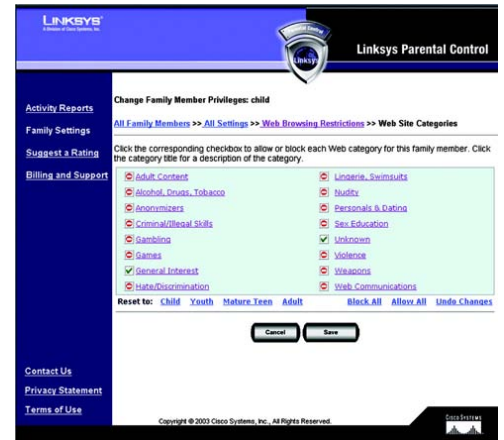 LINKSYS®
A Division of Cisco Systems, Inc.
Parental Control
Linksys
Linksys Parental Control
Activity Reports
Family Settings
Suggest a Rating
Billing and Support
Change Family Member Privileges: child
All Family Members >> All Settings >> Web Browsing Restrictions >> Web Site Categories
Click the corresponding checkbox to allow or block each Web category for this family member. Click
the category title for a description of the category.
Adult Content
Alcohol, Drugs, Tobacco
Anonymizers
Criminal/Illegal Skills
Gambling
Games
General Interest
Hate/Discrimination
Lingerie, Swimsuits
Nudity
Personals & Dating
Sex Education
Unknown
Violence
Weapons
Web Communications
Reset to: Child Youth Mature Teen Adult Block All Allow All Undo Changes
Cancel Save
Contact Us
Privacy Statement
Terms of Use
Copyright © 2003 Cisco Systems, Inc., All Rights Reserved.
CISCO SYSTEMS